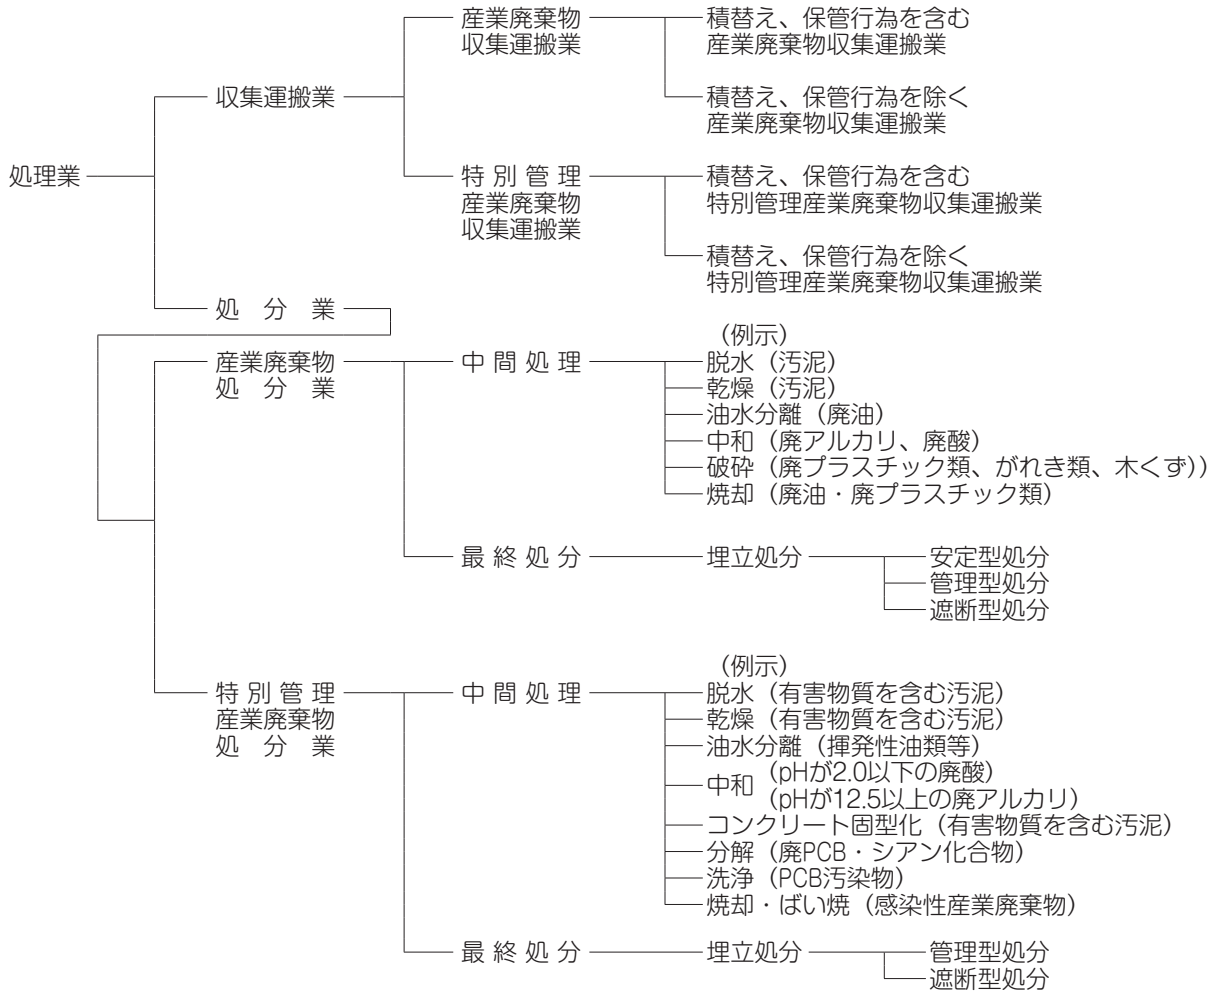 産業廃棄物
収集運搬業
積替え、保管行為を含む
産業廃棄物収集運搬業
収集運搬業
積替え、保管行為を除く
産業廃棄物収集運搬業
処理業
特別管理
産業廃棄物
収集運搬業
積替え、保管行為を含む
特別管理産業廃棄物収集運搬業
積替え、保管行為を除く
特別管理産業廃棄物収集運搬業
処 分 業
産業廃棄物
処 分 業
中間処理
(例示)
脱水(汚泥)
乾燥(汚泥)
油水分離(廃油)
中和(廃アルカリ、廃酸)
破砕(廃プラスチック類、がれき類、木くず))
焼却(廃油・廃プラスチック類)
最終処分
埋立処分
安定型処分
管理型処分
遮断型処分
特別管理
産業廃棄物
処 分 業
中間処理
(例示)
脱水(有害物質を含む汚泥)
乾燥(有害物質を含む汚泥)
油水分離(揮発性油類等)
中和(pHが2.0以下の廃酸)
(pHが12.5以上の廃アルカリ)
コンクリート固型化(有害物質を含む汚泥)
分解(廃PCB・シアン化合物)
洗浄(PCB汚染物)
焼却・ばい焼(感染性産業廃棄物)
最終処分
埋立処分
管理型処分
遮断型処分